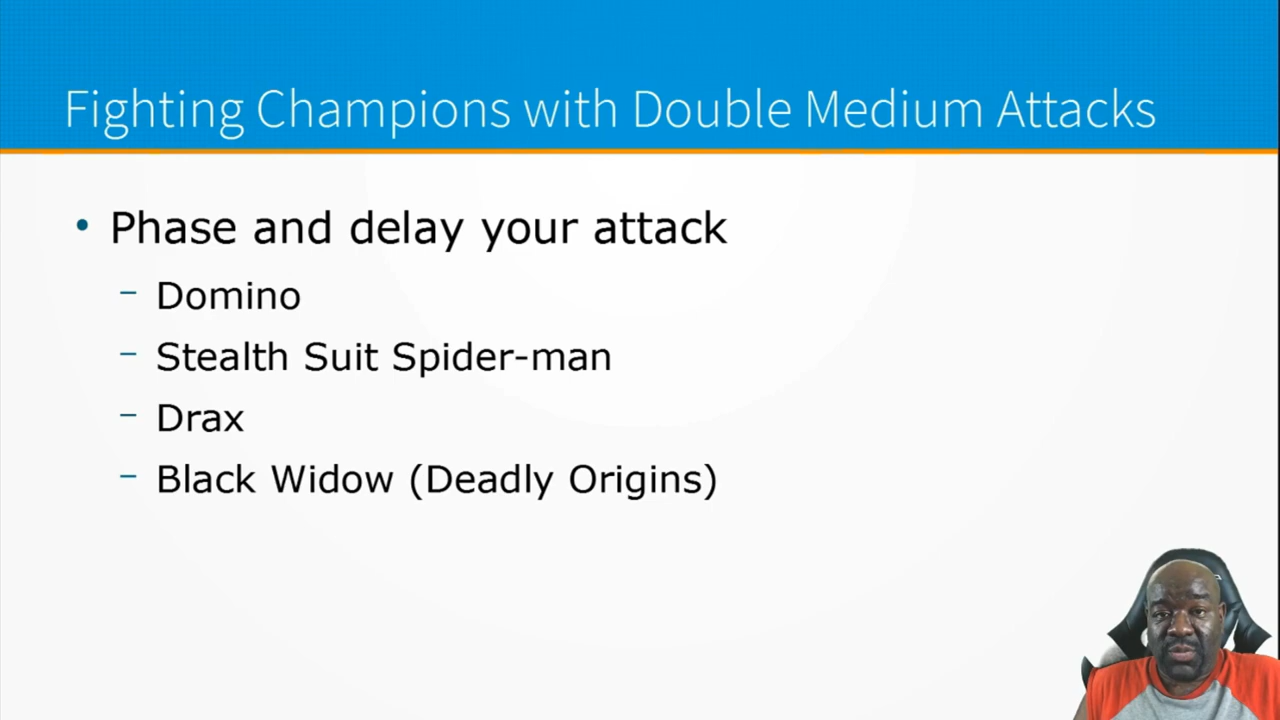 Fighting Champions with Double Medium Attacks
• Phase and delay your attack
– Domino
– Stealth Suit Spider-man
– Drax
– Black Widow (Deadly Origins)